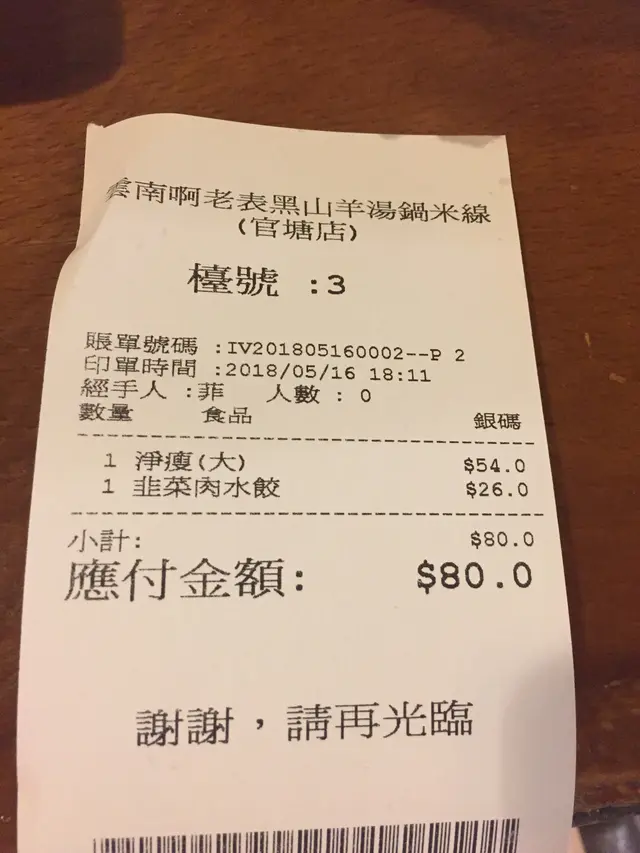 雲南啊老表黑山羊湯鍋米線
(官塘店)
檯號 :3
賬單號碼 :IV201805160002--P 2
印單時間 :2018/05/16 18:11
經手人 :菲 人數 : 0
數量 食品 銀碼
1 淨瘦(大) $54.0
1 韭菜肉水餃 $26.0
小計: $80.0
應付金額: $80.0
謝謝,請再光臨